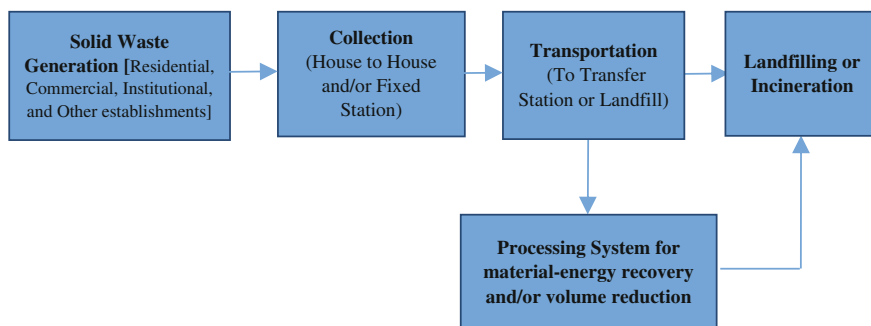 Solid Waste
Generation [Residential,
Commercial, Institutional,
and Other establishments]
Collection
(House to House
and/or Fixed
Station)
Transportation
(To Transfer
Station or Landfill)
Landfilling or
Incineration
Processing System for
material-energy recovery
and/or volume reduction